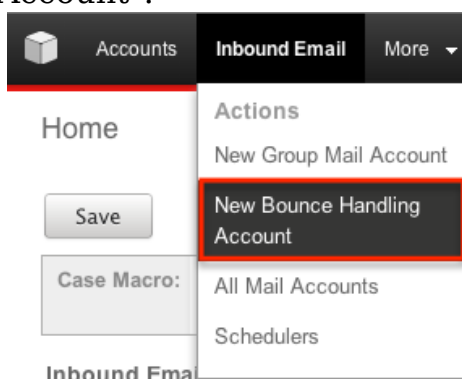 Account".
Accounts Inbound Email More
Actions
Home
New Group Mail Account
New Bounce Handling
Save
Account
Case Macro:
All Mail Accounts
Schedulers
Inbound Emai